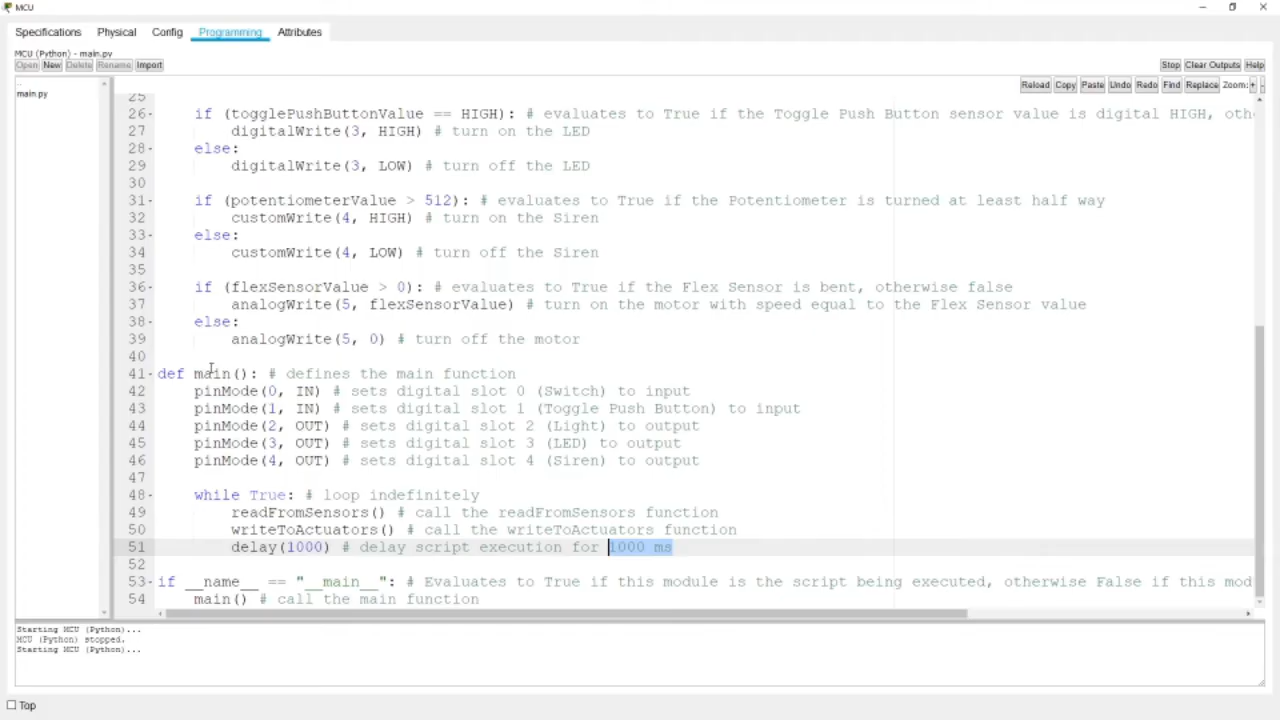 MCU
Specifications Physical Config Programming Attributes
MCU (Python) - main.py
Open New Delete Rename Import Stop Clear Outputs Help
Reload Copy Paste Undo Redo Find Replace Zoom: +
..
main.py
25
26 if (togglePushButtonValue == HIGH): # evaluates to True if the Toggle Push Button sensor value is digital HIGH, oth
27 digitalWrite(3, HIGH) # turn on the LED
28 else:
29 digitalWrite(3, LOW) # turn off the LED
30
31 if (potentiometerValue > 512): # evaluates to True if the Potentiometer is turned at least half way
32 customWrite(4, HIGH) # turn on the Siren
33 else:
34 customWrite(4, LOW) # turn off the Siren
35
36 if (flexSensorValue > 0): # evaluates to True if the Flex Sensor is bent, otherwise false
37 analogWrite(5, flexSensorValue) # turn on the motor with speed equal to the Flex Sensor value
38 else:
39 analogWrite(5, 0) # turn off the motor
40
41 def main(): # defines the main function
42 pinMode(0, IN) # sets digital slot 0 (Switch) to input
43 pinMode(1, IN) # sets digital slot 1 (Toggle Push Button) to input
44 pinMode(2, OUT) # sets digital slot 2 (Light) to output
45 pinMode(3, OUT) # sets digital slot 3 (LED) to output
46 pinMode(4, OUT) # sets digital slot 4 (Siren) to output
47
48 while True: # loop indefinitely
49 readFromSensors() # call the readFromSensors function
50 writeToActuators() # call the writeToActuators function
51 delay(1000) # delay script execution for 1000 ms
52
53 if __name__ == "__main__": # Evaluates to True if this module is the script being executed, otherwise False if this mod
54 main() # call the main function
Starting MCU (Python)...
MCU (Python) stopped.
Starting MCU (Python)...
Top